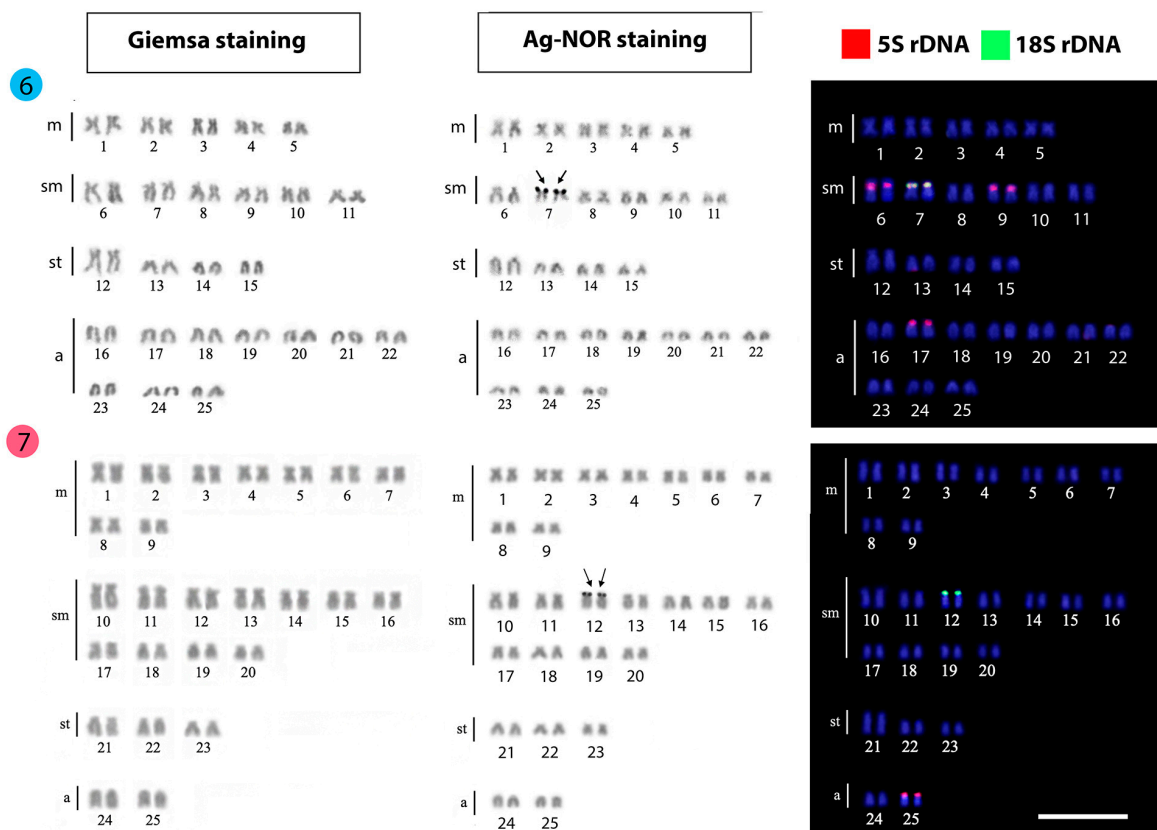 Giemsa staining
Ag-NOR staining
5S rDNA 18S rDNA
6
m
1 2 3 4 5
sm
6 7 8 9 10 11
st
12 13 14 15
a
16 17 18 19 20 21 22
23 24 25
m
1 2 3 4 5
sm
6 7 8 9 10 11
st
12 13 14 15
a
16 17 18 19 20 21 22
23 24 25
m
1 2 3 4 5
sm
6 7 8 9 10 11
st
12 13 14 15
a
16 17 18 19 20 21 22
23 24 25
7
m
1 2 3 4 5 6 7
8 9
sm
10 11 12 13 14 15 16
17 18 19 20
st
21 22 23
a
24 25
m
1 2 3 4 5 6 7
8 9
sm
10 11 12 13 14 15 16
17 18 19 20
st
21 22 23
a
24 25
m
1 2 3 4 5 6 7
8 9
sm
10 11 12 13 14 15 16
17 18 19 20
st
21 22 23
a
24 25